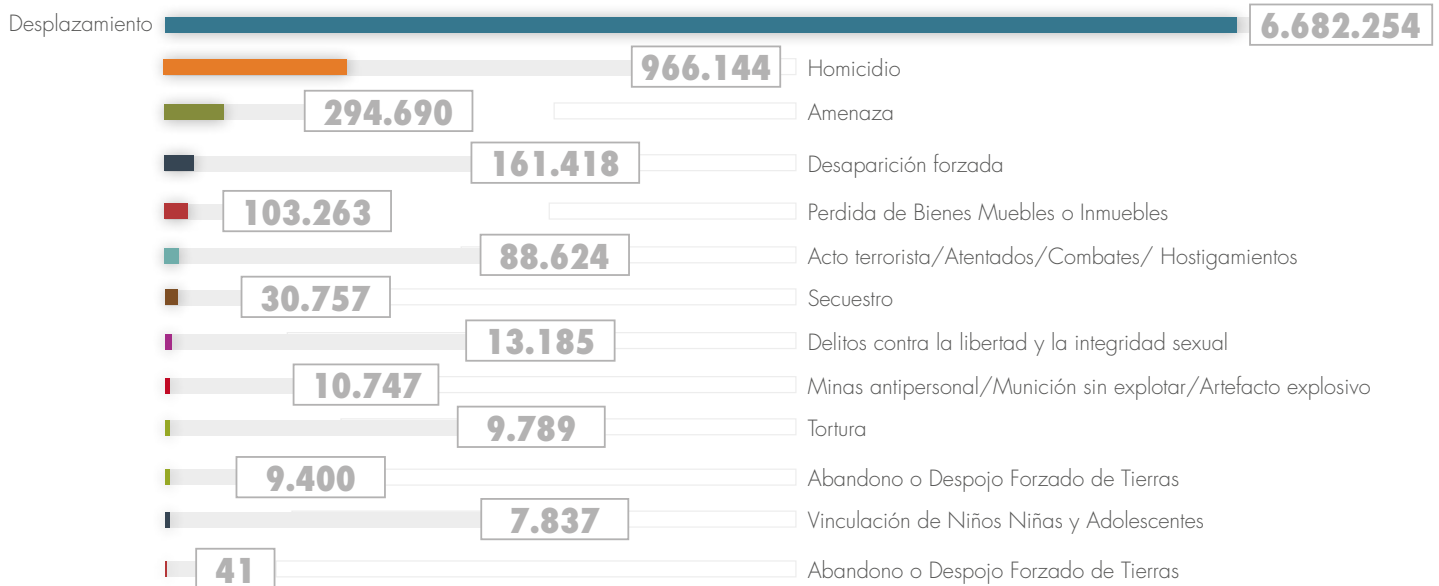 Desplazamiento 6.682.254
966.144 Homicidio
294.690 Amenaza
161.418 Desaparición forzada
103.263 Perdida de Bienes Muebles o Inmuebles
88.624 Acto terrorista/Atentados/Combates/ Hostigamientos
30.757 Secuestro
13.185 Delitos contra la libertad y la integridad sexual
10.747 Minas antipersonal/Munición sin explotar/Artefacto explosivo
9.789 Tortura
9.400 Abandono o Despojo Forzado de Tierras
7.837 Vinculación de Niños Niñas y Adolescentes
41 Abandono o Despojo Forzado de Tierras